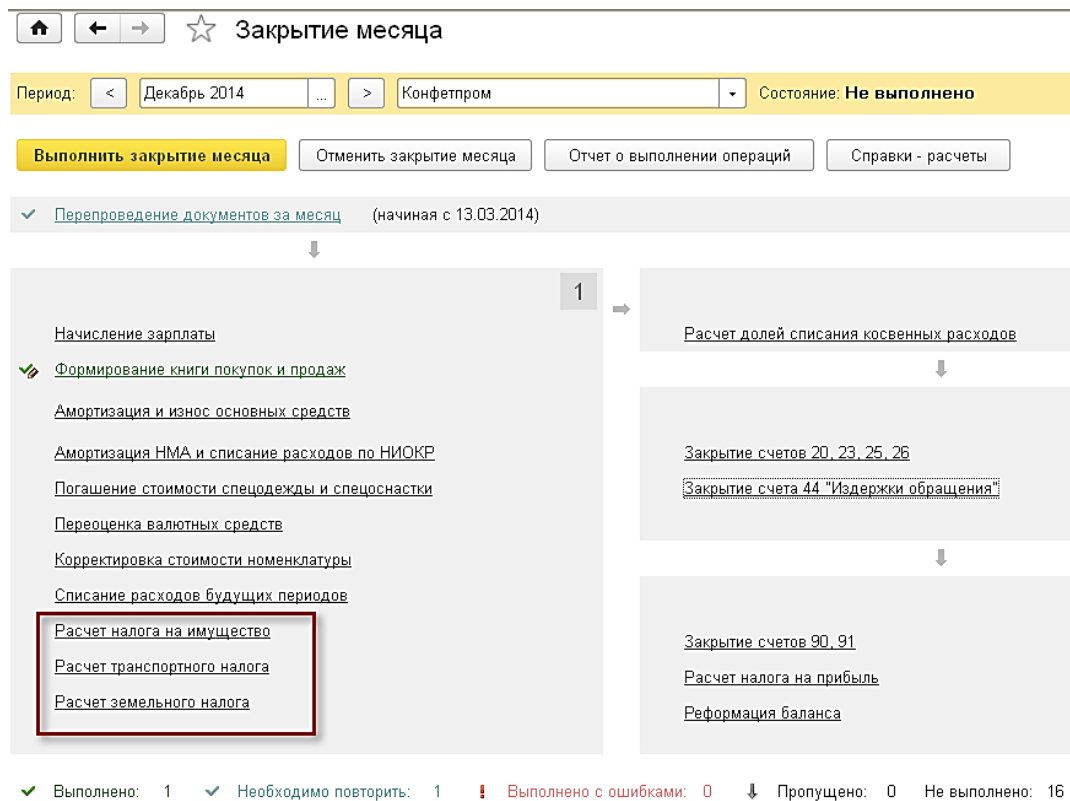 Закрытие месяца
Период: < Декабрь 2014 ... > Конфетпром Состояние: Не выполнено
Выполнить закрытие месяца Отменить закрытие месяца Отчет о выполнении операций Справки - расчеты
Перепроведение документов за месяц (начиная с 13.03.2014)
1
Начисление зарплаты
Формирование книги покупок и продаж
Амортизация и износ основных средств
Амортизация НМА и списание расходов по НИОКР
Погашение стоимости спецодежды и спецоснастки
Переоценка валютных средств
Корректировка стоимости номенклатуры
Списание расходов будущих периодов
Расчет налога на имущество
Расчет транспортного налога
Расчет земельного налога
Расчет долей списания косвенных расходов
Закрытие счетов 20, 23, 25, 26
Закрытие счета 44 "Издержки обращения"
Закрытие счетов 90, 91
Расчет налога на прибыль
Реформация баланса
Выполнено: 1 Необходимо повторить: 1 Выполнено с ошибками: 0 Пропущено: 0 Не выполнено: 16